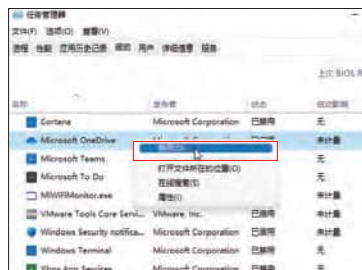 任务管理器
文件(F) 选项(O) 查看(V)
进程 性能 应用历史记录 启动 用户 详细信息 服务
上次 BIOS 所
名称 发布者 状态 启动影响
Cortana Microsoft Corporation 已禁用 无
Microsoft OneDrive 未计量
Microsoft Teams 无
打开文件所在的位置(O)
Microsoft To Do 无
在线搜索(S)
MiWiFiMonitor.exe 未计量
属性(I)
VMware Tools Core Servi... VMware, Inc. 已启用 未计量
Windows Security notifica... Microsoft Corporation 已启用 未计量
Windows Terminal Microsoft Corporation 已禁用 无
Xbox App Services Microsoft Corporation 已禁用 无